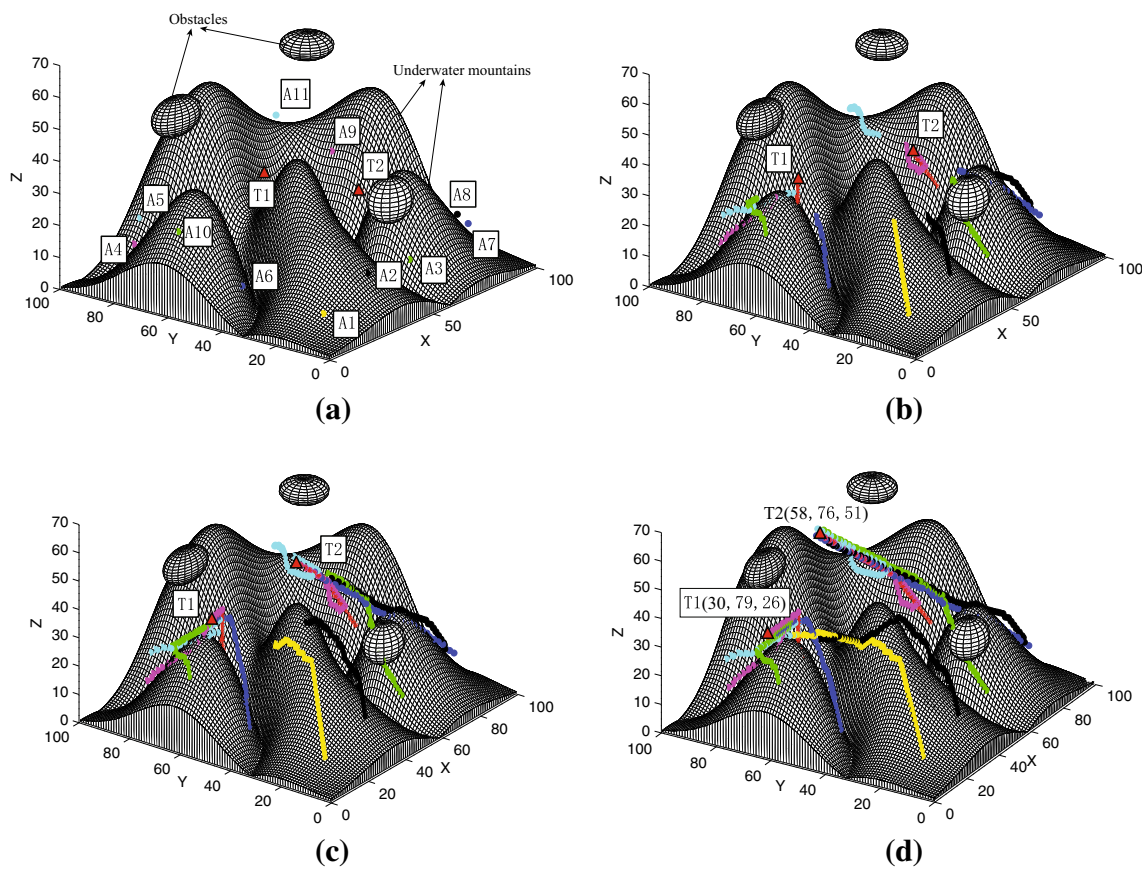 Obstacles
Underwater mountains
70
60
50
40
30
20
10
0
Z
A11
A9
T1
T2
A5
A8
A4
A10
A7
A6
A2
A3
A1
100
80
60
40
20
0
Y
0
50
100
X
(a)
70
60
50
40
30
20
10
0
Z
T1
T2
100
80
60
40
20
0
Y
0
50
100
X
(b)
70
60
50
40
30
20
10
0
Z
T2
T1
100
80
60
40
20
0
Y
0
20
40
60
80
100
X
(c)
T2(58, 76, 51)
70
60
50
40
30
20
10
0
Z
T1(30, 79, 26)
100
80
60
40
20
0
Y
0
20
40
60
80
100
X
(d)